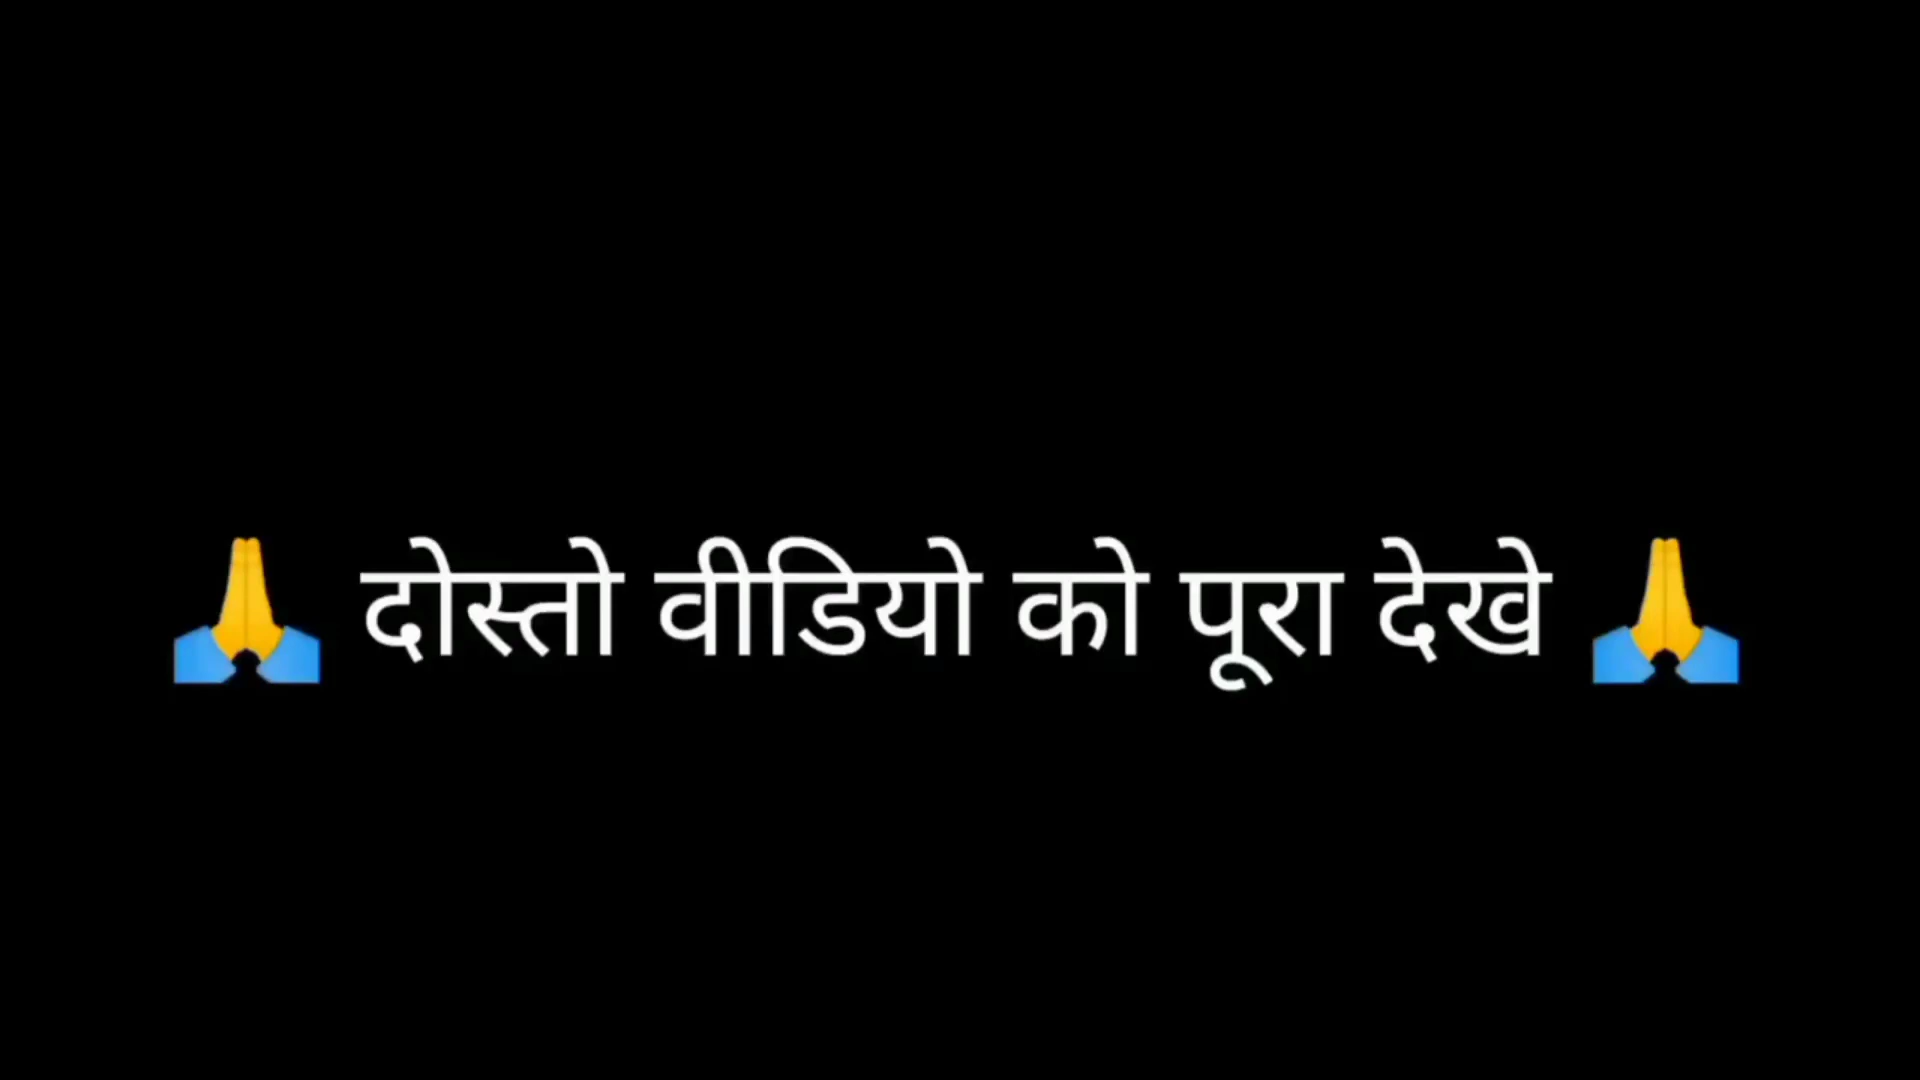 🙏 दोस्तो वीडियो को पूरा देखे 🙏